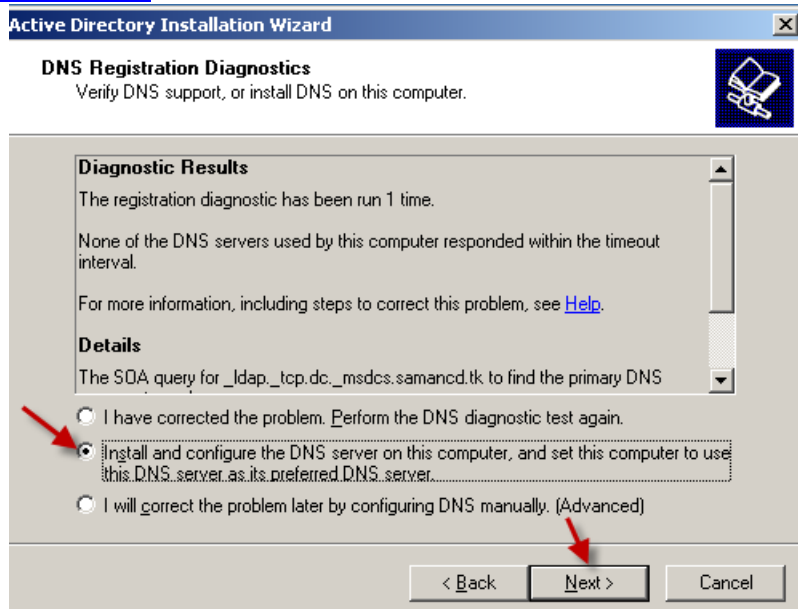 Active Directory Installation Wizard
DNS Registration Diagnostics
Verify DNS support, or install DNS on this computer.
Diagnostic Results
The registration diagnostic has been run 1 time.
None of the DNS servers used by this computer responded within the timeout
interval.
For more information, including steps to correct this problem, see Help.
Details
The SOA query for _ldap._tcp.dc._msdcs.samancd.tk to find the primary DNS
I have corrected the problem. Perform the DNS diagnostic test again.
Install and configure the DNS server on this computer, and set this computer to use
this DNS server as its preferred DNS server.
I will correct the problem later by configuring DNS manually. (Advanced)
< Back Next > Cancel